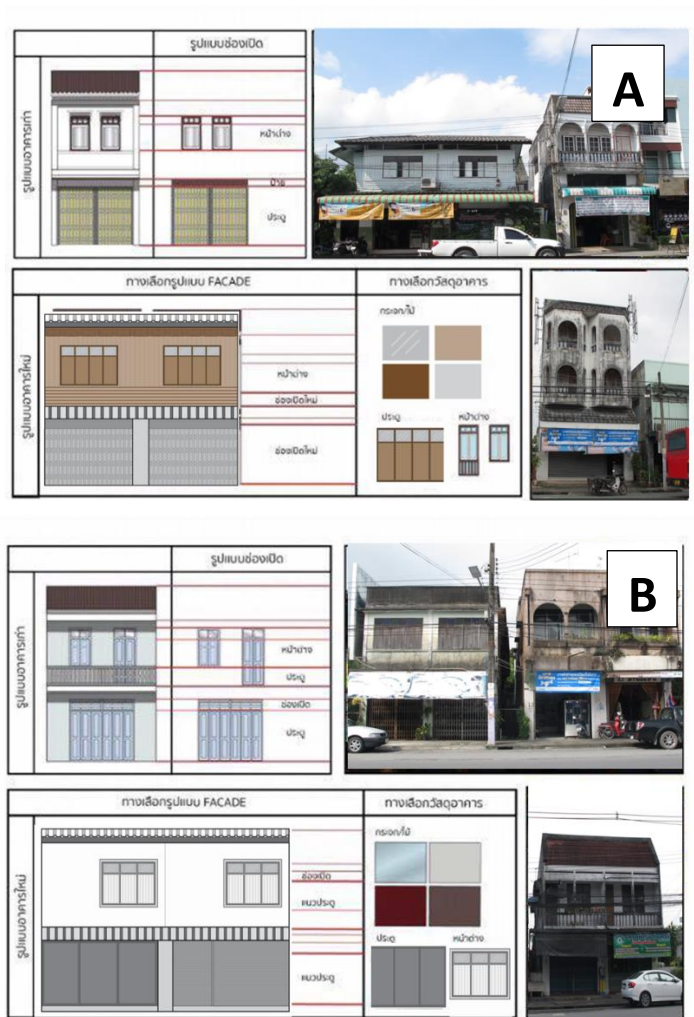 รูปแบบช่องเปิด
A
รูปแบบอาคารเก่า
หน้าต่าง
ป้าย
ประตู
ทางเลือกรูปแบบ FACADE
ทางเลือกวัสดุอาคาร
รูปแบบอาคารใหม่
กระจก/ไม้
หน้าต่าง
ช่องเปิดใหม่
ช่องเปิดใหม่
ประตู
หน้าต่าง
รูปแบบช่องเปิด
B
รูปแบบอาคารเก่า
หน้าต่าง
ประตู
ช่องเปิด
ประตู
ทางเลือกรูปแบบ FACADE
ทางเลือกวัสดุอาคาร
รูปแบบอาคารใหม่
กระจก/ไม้
ช่องเปิด
แนวประตู
ประตู
หน้าต่าง
แนวประตู